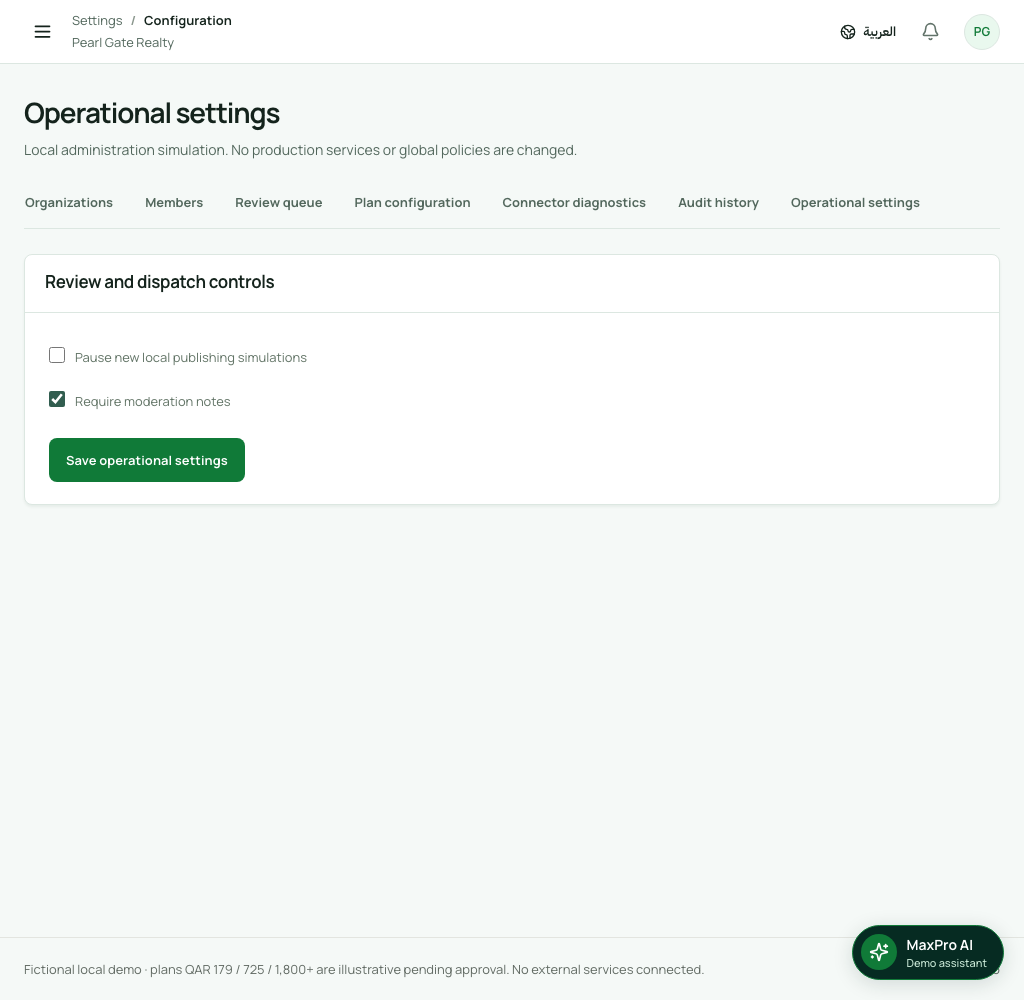 Settings / Configuration
Pearl Gate Realty
العربية
PG
Operational settings
Local administration simulation. No production services or global policies are changed.
Organizations
Members
Review queue
Plan configuration
Connector diagnostics
Audit history
Operational settings
Review and dispatch controls
Pause new local publishing simulations
Require moderation notes
Save operational settings
Fictional local demo · plans QAR 179 / 725 / 1,800+ are illustrative pending approval. No external services connected.
MaxPro AI
Demo assistant